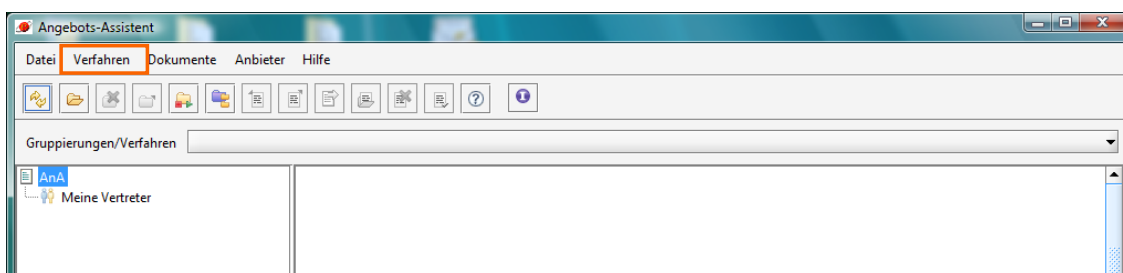 Angebots-Assistent
Datei Verfahren Dokumente Anbieter Hilfe
Gruppierungen/Verfahren
AnA
Meine Vertreter